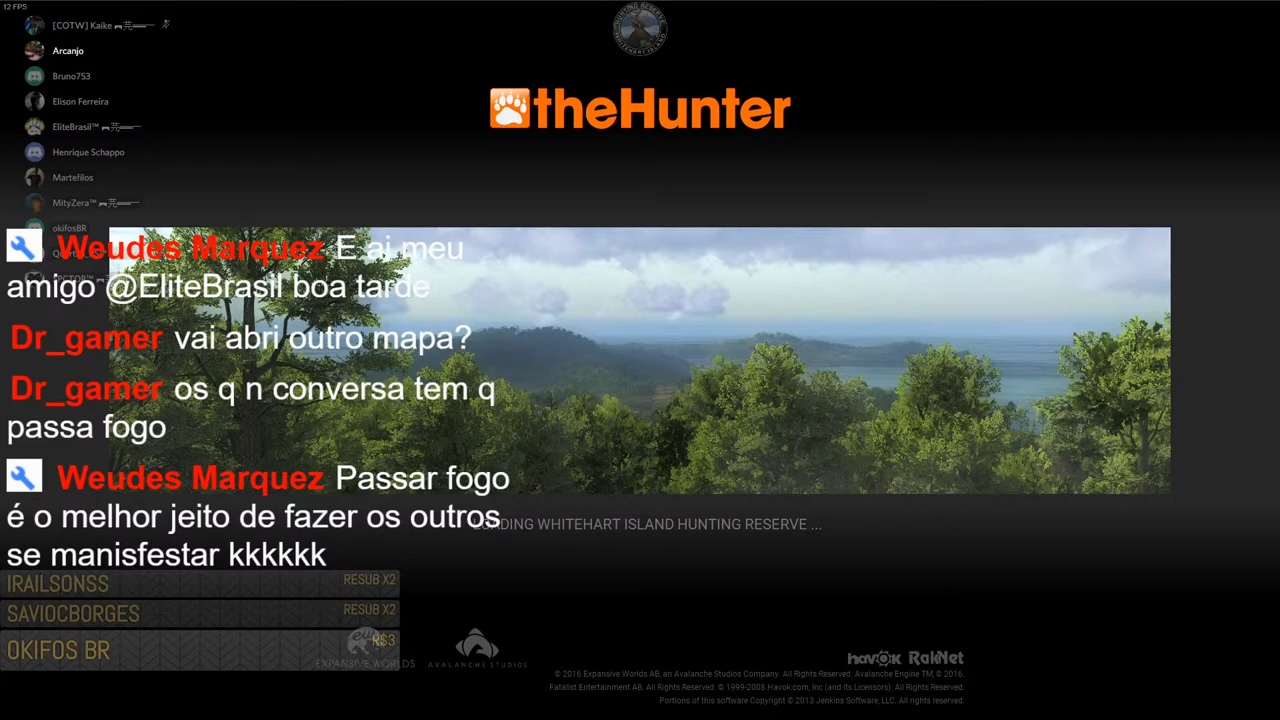 12 FPS
[COTW] Kaike
Arcanjo
Bruno753
Elison Ferreira
EliteBrasil™
Henrique Schappo
Martefilos
MityZera™
okifosBR
HUNTING RESERVE
WHITEHART ISLAND
theHunter
Weudes Marquez E ai meu
amigo @EliteBrasil boa tarde
Dr_gamer vai abri outro mapa?
Dr_gamer os q n conversa tem q
passa fogo
Weudes Marquez Passar fogo
é o melhor jeito de fazer os outros
se manisfestar kkkkkk
LOADING WHITEHART ISLAND HUNTING RESERVE ...
IRAILSONSS RESUB X2
SAVIOCBORGES RESUB X2
OKIFOS BR R$3
EXPANSIVE WORLDS
AVALANCHE STUDIOS
havok RakNet
© 2016 Expansive Worlds AB, an Avalanche Studios Company. All Rights Reserved. Avalanche Engine TM, © 2016.
Fatalist Entertainment AB. All Rights Reserved. © 1999-2008 Havok.com, Inc (and its Licensors). All Rights Reserved.
Portions of this software Copyright © 2013 Jenkins Software, LLC. All rights reserved.